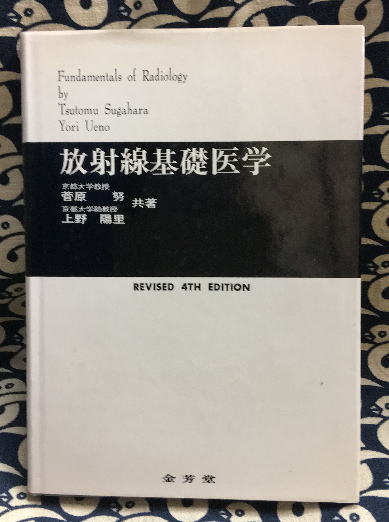 Fundamentals of Radiology
by
Tsutomu Sugahara
Yori Ueno
放射線基礎医学
京都大学教授
菅原 努
京都大学助教授
上野 陽里
共著
REVISED 4TH EDITION
金芳堂